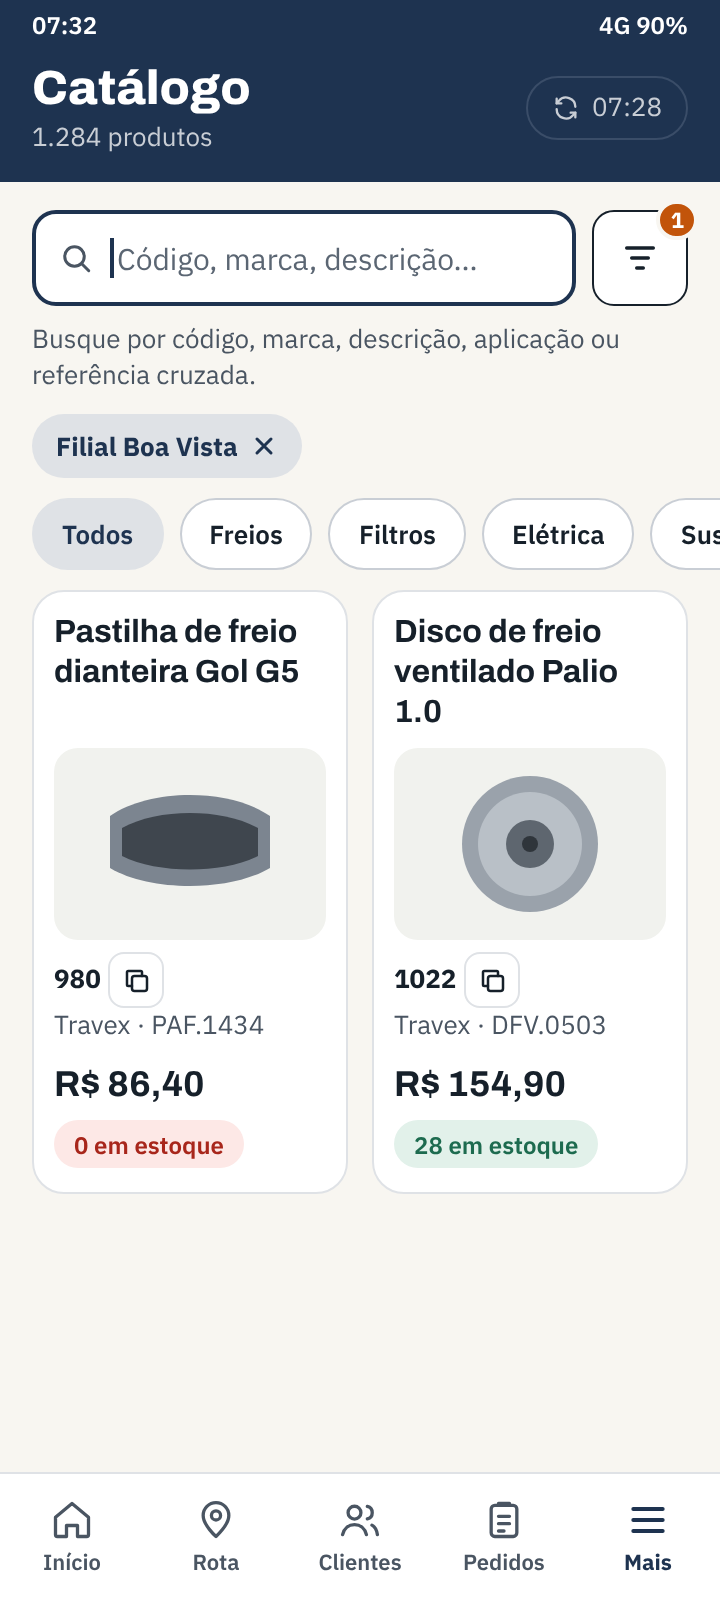 07:32
4G 90%
Catálogo
1.284 produtos
07:28
1
Código, marca, descrição...
Busque por código, marca, descrição, aplicação ou
referência cruzada.
Filial Boa Vista
Todos
Freios
Filtros
Elétrica
Sus
Pastilha de freio
dianteira Gol G5
980
Travex · PAF.1434
R$ 86,40
0 em estoque
Disco de freio
ventilado Palio
1.0
1022
Travex · DFV.0503
R$ 154,90
28 em estoque
Início
Rota
Clientes
Pedidos
Mais